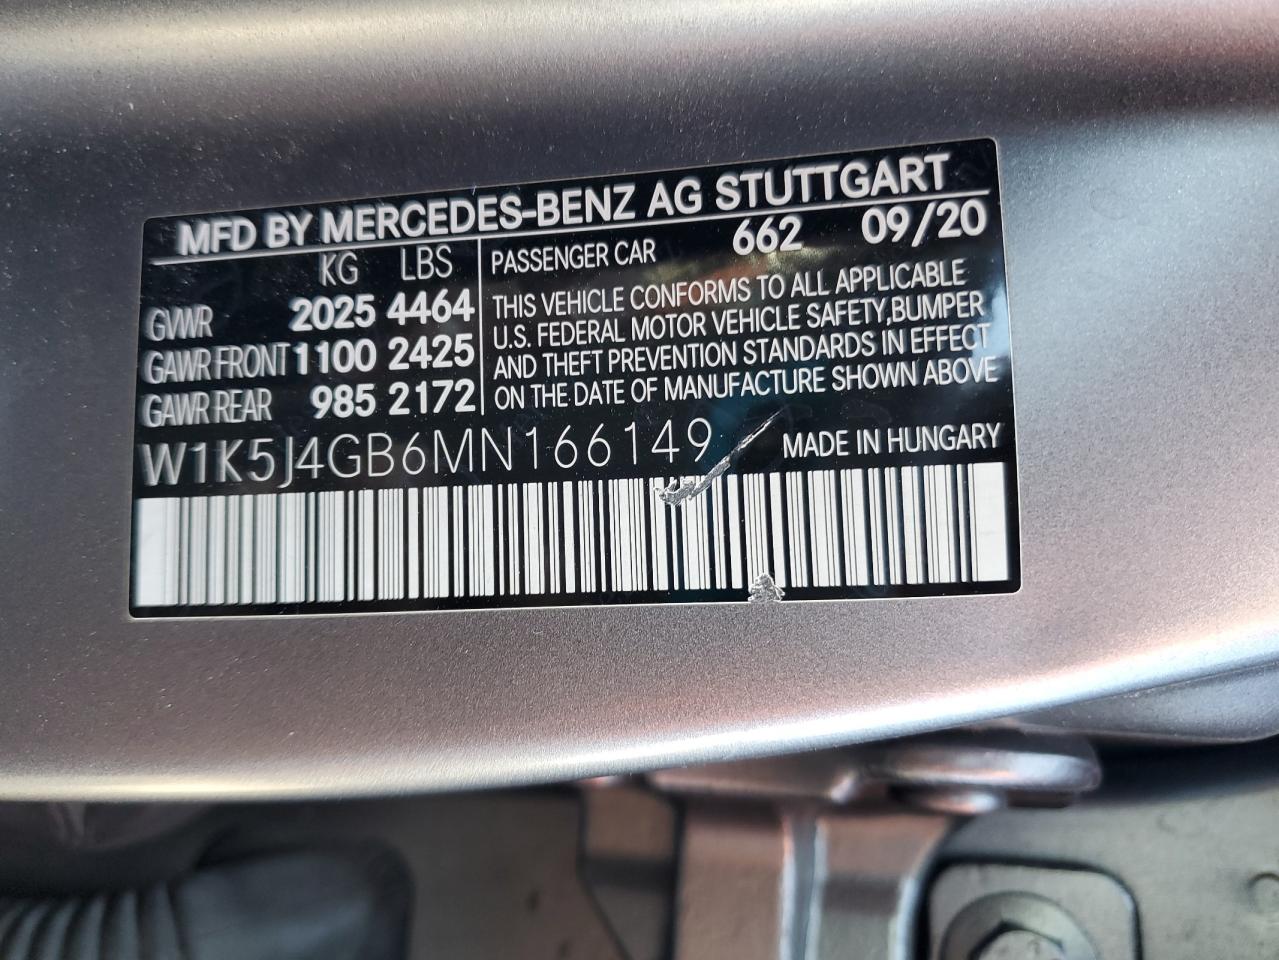 MFD BY MERCEDES-BENZ AG STUTTGART
KG LBS
GVWR 2025 4464
GAWR FRONT 1100 2425
GAWR REAR 985 2172
PASSENGER CAR 662 09/20
THIS VEHICLE CONFORMS TO ALL APPLICABLE
U.S. FEDERAL MOTOR VEHICLE SAFETY,BUMPER
AND THEFT PREVENTION STANDARDS IN EFFECT
ON THE DATE OF MANUFACTURE SHOWN ABOVE
W1K5J4GB6MN166149
MADE IN HUNGARY